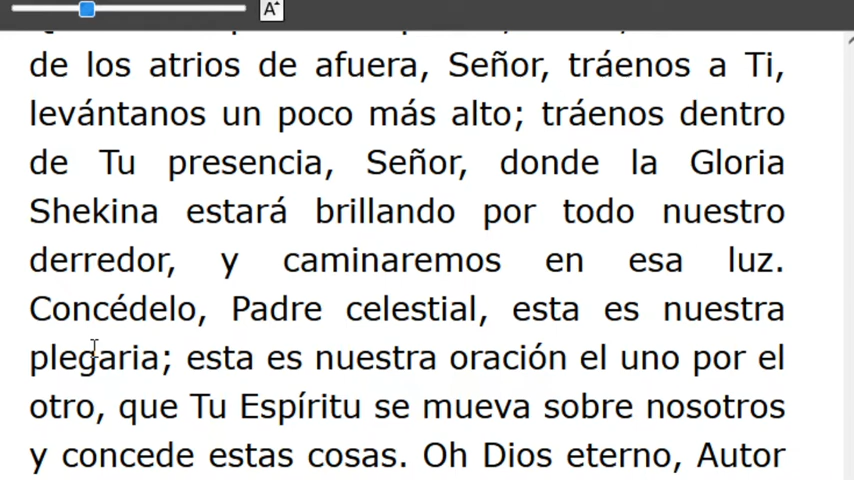 A
de los atrios de afuera, Señor, tráenos a Ti,
levántanos un poco más alto; tráenos dentro
de Tu presencia, Señor, donde la Gloria
Shekina estará brillando por todo nuestro
derredor, y caminaremos en esa luz.
Concédelo, Padre celestial, esta es nuestra
plegaria; esta es nuestra oración el uno por el
otro, que Tu Espíritu se mueva sobre nosotros
y concede estas cosas. Oh Dios eterno, Autor